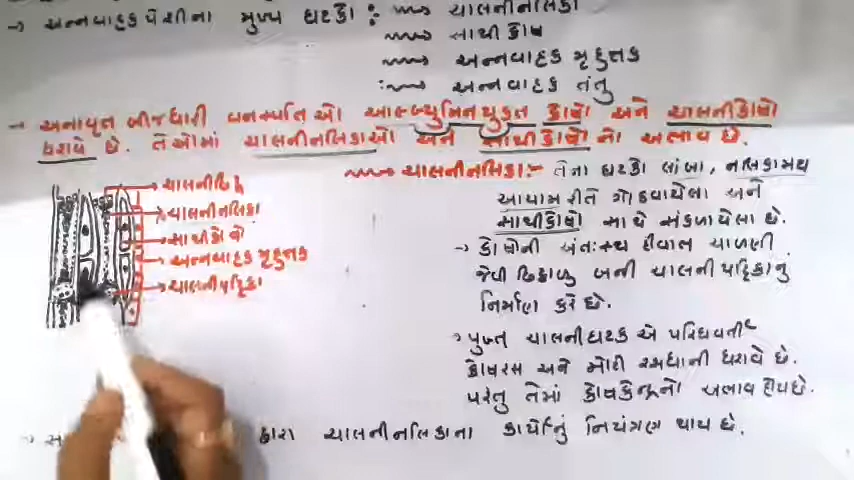 → અન્નવાહકપેશીના મુખ્ય ઘટકો : ચાલનીનલિકા
સાથીકોષ
અન્નવાહક મૃદુતક
અન્નવાહક તંતુ
→ અનાવૃત બીજધારી વનસ્પતિઓ આલ્બ્યુમિનયુક્ત કોષો અને ચાલનીકોષો
ધરાવે છે. તેઓમાં ચાલનીનલિકાઓ અને સાથીકોષોનો અભાવ છે.
ચાલનીનલિકા:- તેના ઘટકો લાંબા, નલિકામય
આયામ રીતે ગોઠવાયેલા અને
સાથીકોષો સાથે સંકળાયેલા છે.
→ કોષોની અંતઃસ્થ દીવાલ ચાળણી
જેવી છિદ્રાળુ બની ચાલનીપટ્ટિકાનું
નિર્માણ કરે છે.
પુખ્ત ચાલનીઘટક એ પરિઘવર્તી
કોષરસ અને મોટી રસધાની ધરાવે છે.
પરંતુ તેમાં કોષકેન્દ્રનો અભાવ હોય છે.
ચાલનીછિદ્ર
ચાલનીનલિકા
સાથીકોષો
અન્નવાહક મૃદુતક
ચાલનીપટ્ટિકા
દ્વારા ચાલનીનલિકાના કાર્યોનું નિયંત્રણ થાય છે.